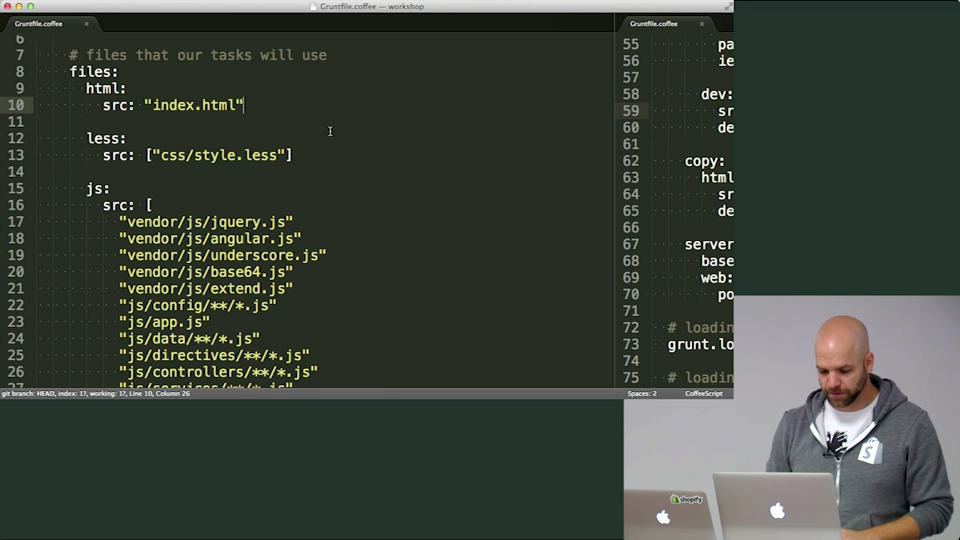 Gruntfile.coffee — workshop
Gruntfile.coffee ×
6
7 # files that our tasks will use
8 files:
9 html:
10 src: "index.html"
11
12 less:
13 src: ["css/style.less"]
14
15 js:
16 src: [
17 "vendor/js/jquery.js"
18 "vendor/js/angular.js"
19 "vendor/js/underscore.js"
20 "vendor/js/base64.js"
21 "vendor/js/extend.js"
22 "js/config/**/*.js"
23 "js/app.js"
24 "js/data/**/*.js"
25 "js/directives/**/*.js"
26 "js/controllers/**/*.js"
27 "js/services/**/*.js"
git branch: HEAD, index: 17, working: 17, Line 10, Column 26
Gruntfile.coffee ×
55 pa
56 ie
57
58 dev:
59 sr
60 de
61
62 copy:
63 html
64 sr
65 de
66
67 server
68 base
69 web:
70 po
71
72 # loadin
73 grunt.lo
74
75 # loadin
Spaces: 2 CoffeeScript
shopify